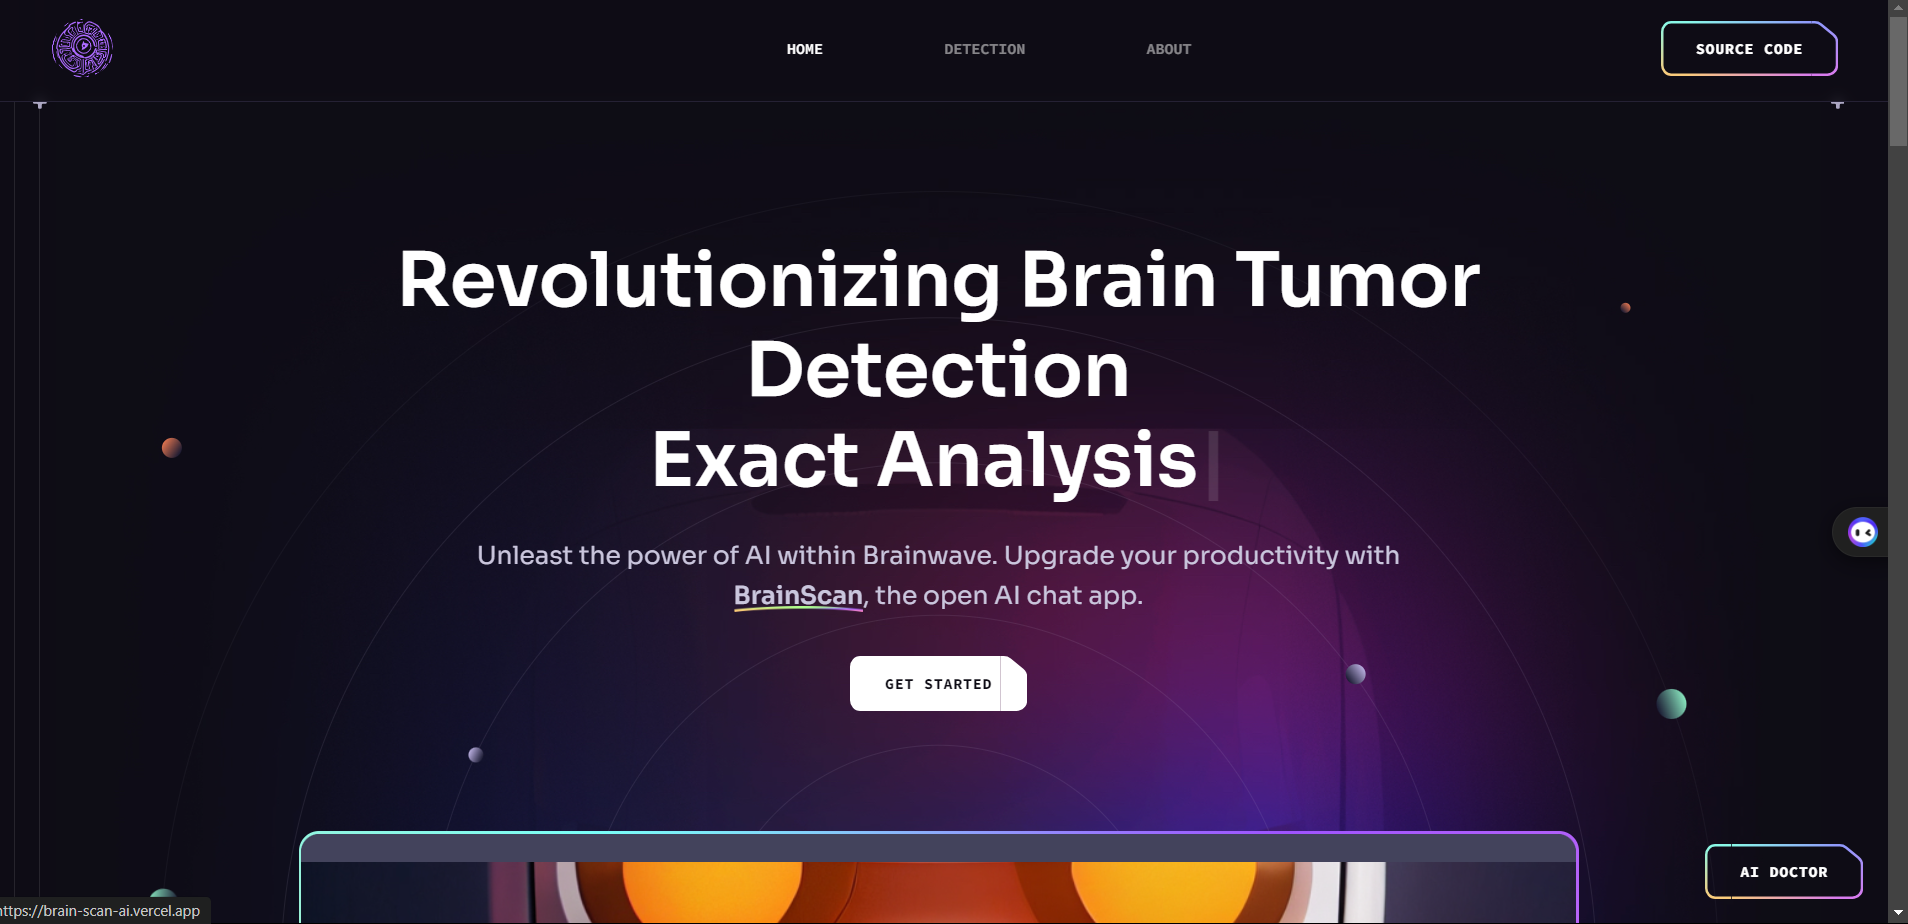 HOME
DETECTION
ABOUT
SOURCE CODE
Revolutionizing Brain Tumor
Detection
Exact Analysis
Unleast the power of AI within Brainwave. Upgrade your productivity with
BrainScan, the open AI chat app.
GET STARTED
AI DOCTOR
https://brain-scan-ai.vercel.app